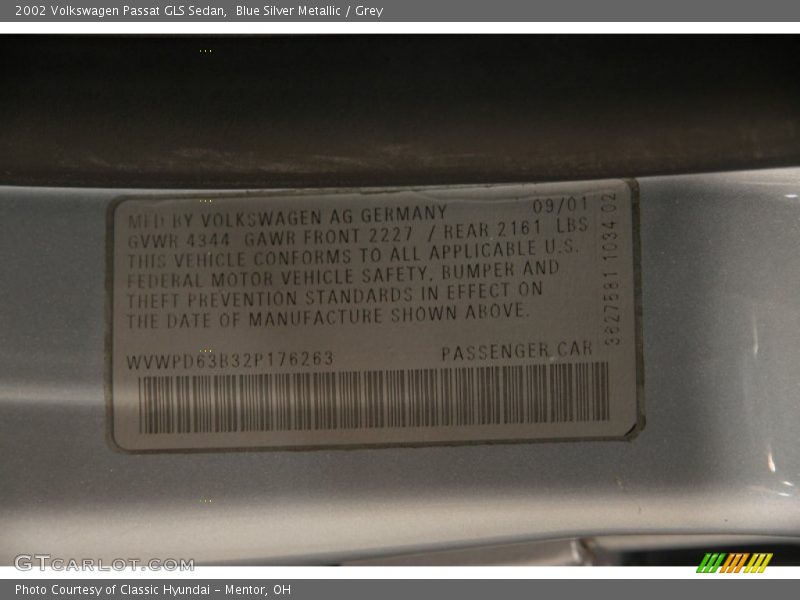 2002 Volkswagen Passat GLS Sedan,  Blue Silver Metallic / Grey
MFD BY VOLKSWAGEN AG GERMANY 09/01
GVWR 4344 GAWR FRONT 2227 / REAR 2161 LBS
THIS VEHICLE CONFORMS TO ALL APPLICABLE U.S.
FEDERAL MOTOR VEHICLE SAFETY, BUMPER AND
THEFT PREVENTION STANDARDS IN EFFECT ON
THE DATE OF MANUFACTURE SHOWN ABOVE.
WVWPD63B32P176263 PASSENGER CAR
3827581 1034 02
GTCARLOT.COM
Photo Courtesy of Classic Hyundai - Mentor, OH